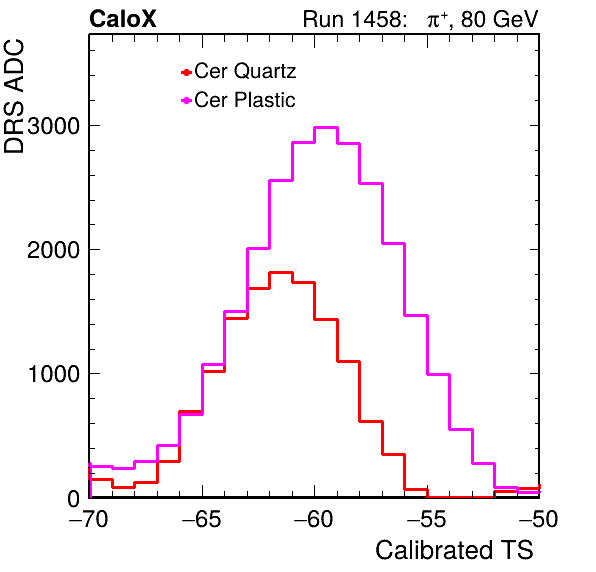 CaloX Run 1458: π⁺, 80 GeV
DRS ADC
Cer Quartz
Cer Plastic
3000
2000
1000
0
−70 −65 −60 −55 −50
Calibrated TS